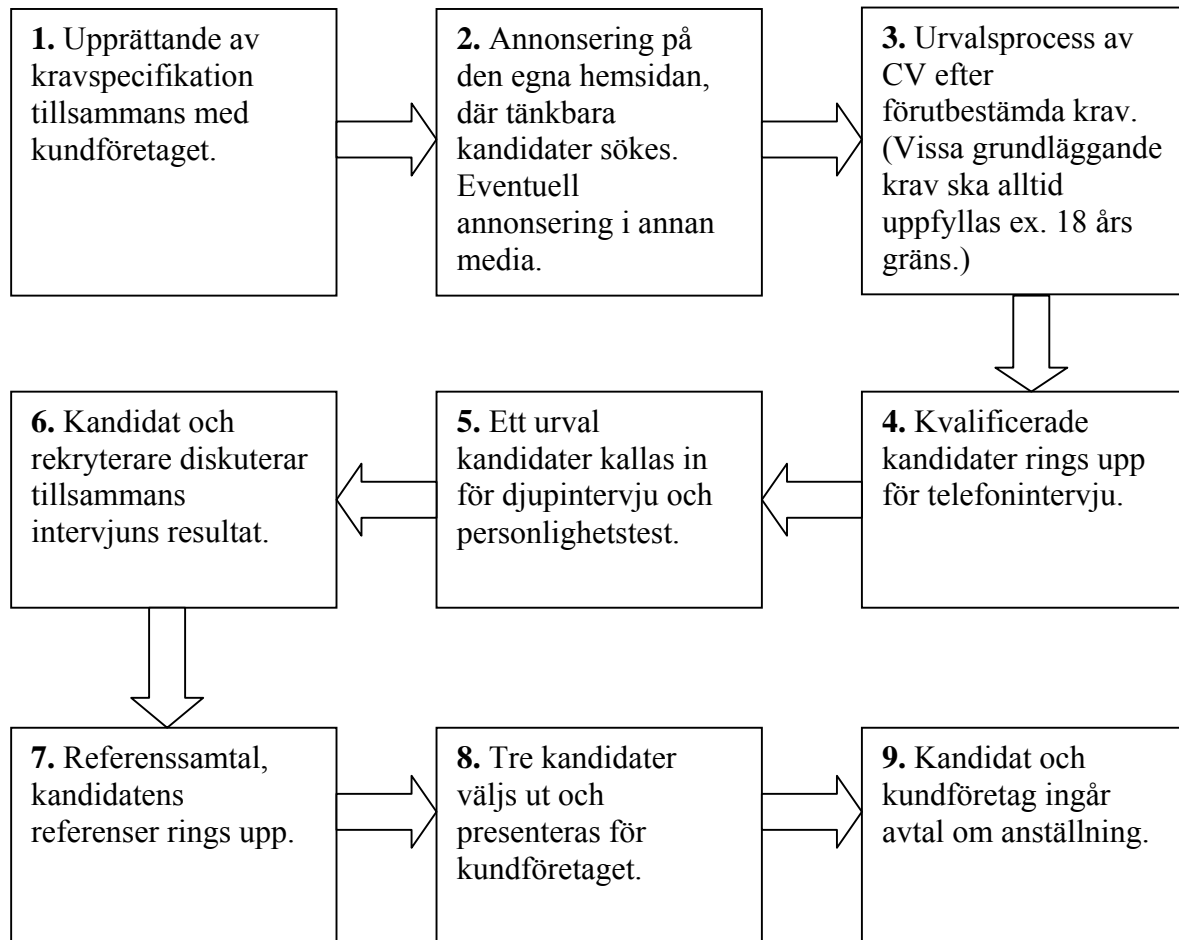 1. Upprättande av
kravspecifikation
tillsammans med
kundföretaget.
2. Annonsering på
den egna hemsidan,
där tänkbara
kandidater sökes.
Eventuell
annonsering i annan
media.
3. Urvalsprocess av
CV efter
förutbestämda krav.
(Vissa grundläggande
krav ska alltid
uppfyllas ex. 18 års
gräns.)
4. Kvalificerade
kandidater rings upp
för telefonintervju.
5. Ett urval
kandidater kallas in
för djupintervju och
personlighetstest.
6. Kandidat och
rekryterare diskuterar
tillsammans
intervjuns resultat.
7. Referenssamtal,
kandidatens
referenser rings upp.
8. Tre kandidater
väljs ut och
presenteras för
kundföretaget.
9. Kandidat och
kundföretag ingår
avtal om anställning.